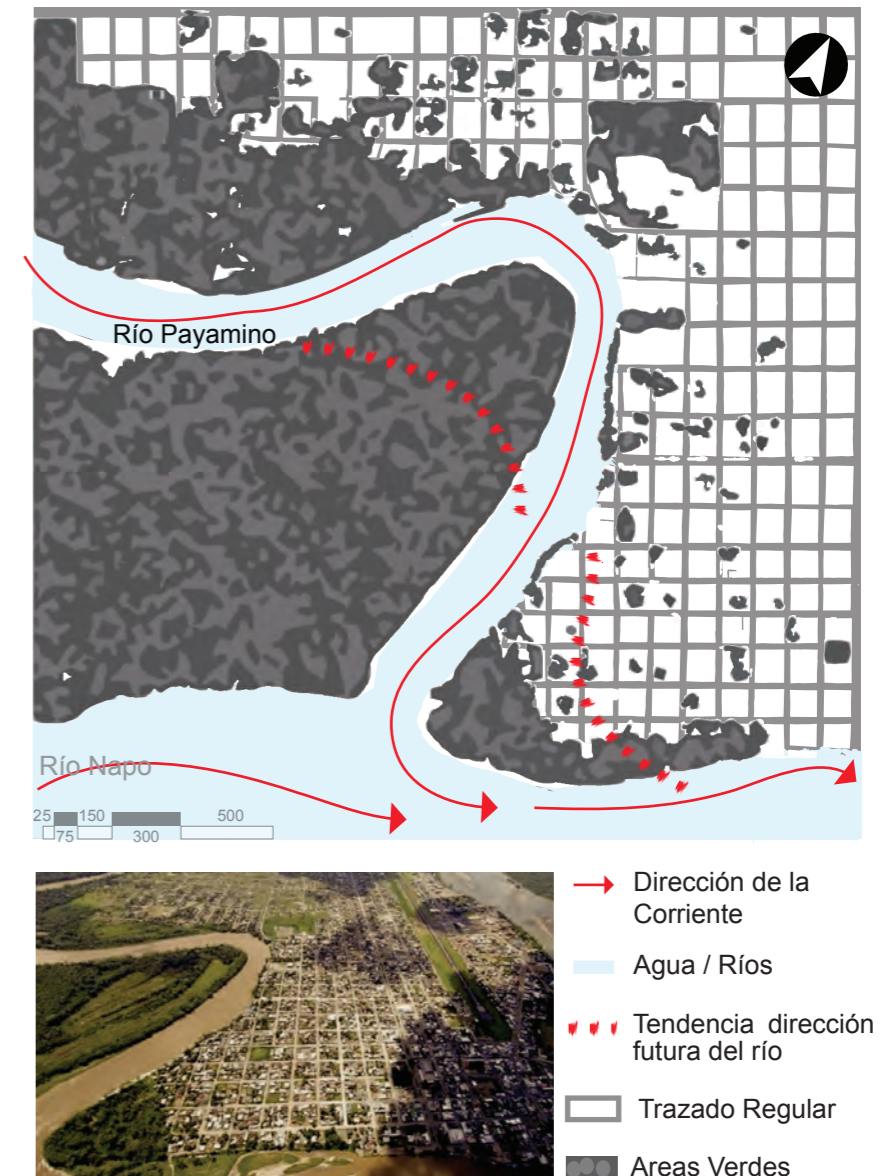 Río Payamino
Río Napo
25 150 500
75 300
Dirección de la
Corriente
Agua / Ríos
Tendencia dirección
futura del río
Trazado Regular
Areas Verdes